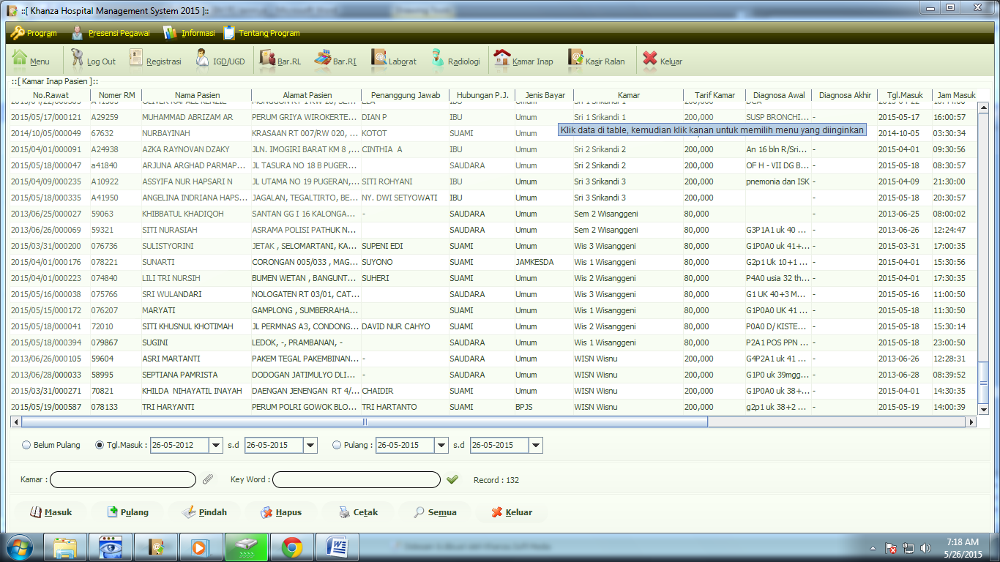 ::[ Khanza Hospital Management System 2015 ]::
Program Presensi Pegawai Informasi Tentang Program
Menu Log Out Registrasi IGD/UGD Bar.RL Bar.RI Laborat Radiologi Kamar Inap Kasir Ralan Keluar
::[ Kamar Inap Pasien ]::
No.Rawat Nomer RM Nama Pasien Alamat Pasien Penanggung Jawab Hubungan P.J. Jenis Bayar Kamar Tarif Kamar Diagnosa Awal Diagnosa Akhir Tgl.Masuk Jam Masuk
2015/05/17/000121 A29259 MUHAMMAD ABRIZAM AR PERUM GRIYA WIROKERTE... DIAN P IBU Umum Sri 1 Srikandi 1 200,000 SUSP BRONCHI... - 2015-05-17 16:00:57
Klik data di table, kemudian klik kanan untuk memilih menu yang diinginkan
2014/10/05/000049 67632 NURBAYINAH KRASAAN RT 007/RW 020, ... KOTOT SUAMI Umum 2014-10-05 03:30:34
2015/04/01/000091 A24938 AZKA RAYNOVAN DZAKY JLN. IMOGIRI BARAT KM 8 ,... CINTHIA A IBU Umum Sri 2 Srikandi 2 200,000 An 16 bln R/Sri... - 2015-04-01 09:30:56
2015/05/18/000047 a41840 ARJUNA ARGHAD PARMAP... JL TASURA NO 18 B PUGER... SAUDARA Umum Sri 2 Srikandi 2 200,000 OF H - VII DG B... - 2015-05-18 08:30:57
2015/04/09/000235 A10922 ASSYIFA NUR HAPSARI N JL UTAMA NO 19 PUGERAN,... SITI ROHYANI IBU Umum Sri 3 Srikandi 3 200,000 pnemonia dan ISK - 2015-04-09 21:30:00
2015/05/18/000335 A41950 ANGELINA INDRIANA HAPS... JAGALAN, TEGALTIRTO, BE... NY. DWI SETYOWATI IBU Umum Sri 3 Srikandi 3 200,000 - 2015-05-18 20:30:57
2013/06/25/000027 59063 KHIBBATUL KHADIQOH SANTAN GG I 16 KALONGA... - SAUDARA Umum Sem 2 Wisanggeni 80,000 - 2013-06-25 08:00:02
2013/06/26/000069 59321 SITI NURASIAH ASRAMA POLISI PATHUK N... SAUDARA Umum Sem 2 Wisanggeni 80,000 G3P1A1 uk 40 ... - 2013-06-26 12:24:47
2015/03/31/000200 076736 SULISTYORINI JETAK , SELOMARTANI, KA... SUPENI EDI SUAMI Umum Wis 3 Wisanggeni 80,000 G1P0A0 uk 41+... - 2015-03-31 17:00:35
2015/04/01/000176 078221 SUNARTI CORONGAN 005/033 , MAG... SUYONO SUAMI JAMKESDA Wis 1 Wisanggeni 80,000 G2p1 Uk 10+1 ... - 2015-04-01 15:30:56
2015/04/01/000223 074840 LILI TRI NURSIH BUMEN WETAN , BANGUNT... SUHERI SUAMI Umum Wis 2 Wisanggeni 80,000 P4A0 usia 32 th... - 2015-04-01 17:30:35
2015/05/16/000038 075766 SRI WULANDARI NOLOGATEN RT 03/01, CAT... SUAMI Umum Wis 2 Wisanggeni 80,000 G1 UK 40+3 M... - 2015-05-16 11:00:50
2015/05/15/000172 076207 MARYATI GAMPLONG , SUMBERRAHA... SUAMI Umum Wis 1 Wisanggeni 80,000 G1P0A0 UK 41 ... - 2015-05-18 11:30:50
2015/05/18/000041 72010 SITI KHUSNUL KHOTIMAH JL PERMNAS A3, CONDONG... DAVID NUR CAHYO SUAMI Umum Wis 2 Wisanggeni 80,000 P0A0 D/ KISTE... - 2015-05-18 15:30:14
2015/05/18/000394 079867 SUGINI LEDOK, -, PRAMBANAN, - SAUDARA Umum Wis 1 Wisanggeni 80,000 P2A1 POS PPN ... - 2015-05-18 23:00:50
2013/06/26/000105 59604 ASRI MARTANTI PAKEM TEGAL PAKEMBINAN... - SAUDARA Umum WISN Wisnu 200,000 G4P2A1 uk 41 ... - 2013-06-26 12:28:31
2013/06/28/000033 58995 SEPTIANA PAMRISTA DODOGAN JATIMULYO DLI... - SAUDARA Umum WISN Wisnu 200,000 G1P0 uk 39mgg... - 2013-06-28 08:39:52
2015/03/31/000271 70821 KHILDA NIHAYATIL INAYAH DAENGAN JENENGAN RT 4/... CHAIDIR SUAMI Umum WISN Wisnu 200,000 G1P0A0 uk 38+... - 2015-04-01 14:30:35
2015/05/19/000587 078133 TRI HARYANTI PERUM POLRI GOWOK BLO... TRI HARTANTO SUAMI BPJS WISN Wisnu 200,000 g2p1 uk 38+2 ... - 2015-05-19 14:00:39
Belum Pulang Tgl.Masuk : 26-05-2012 s.d 26-05-2015 Pulang : 26-05-2015 s.d 26-05-2015
Kamar : Key Word : Record : 132
Masuk Pulang Pindah Hapus Cetak Semua Keluar
7:18 AM
5/26/2015